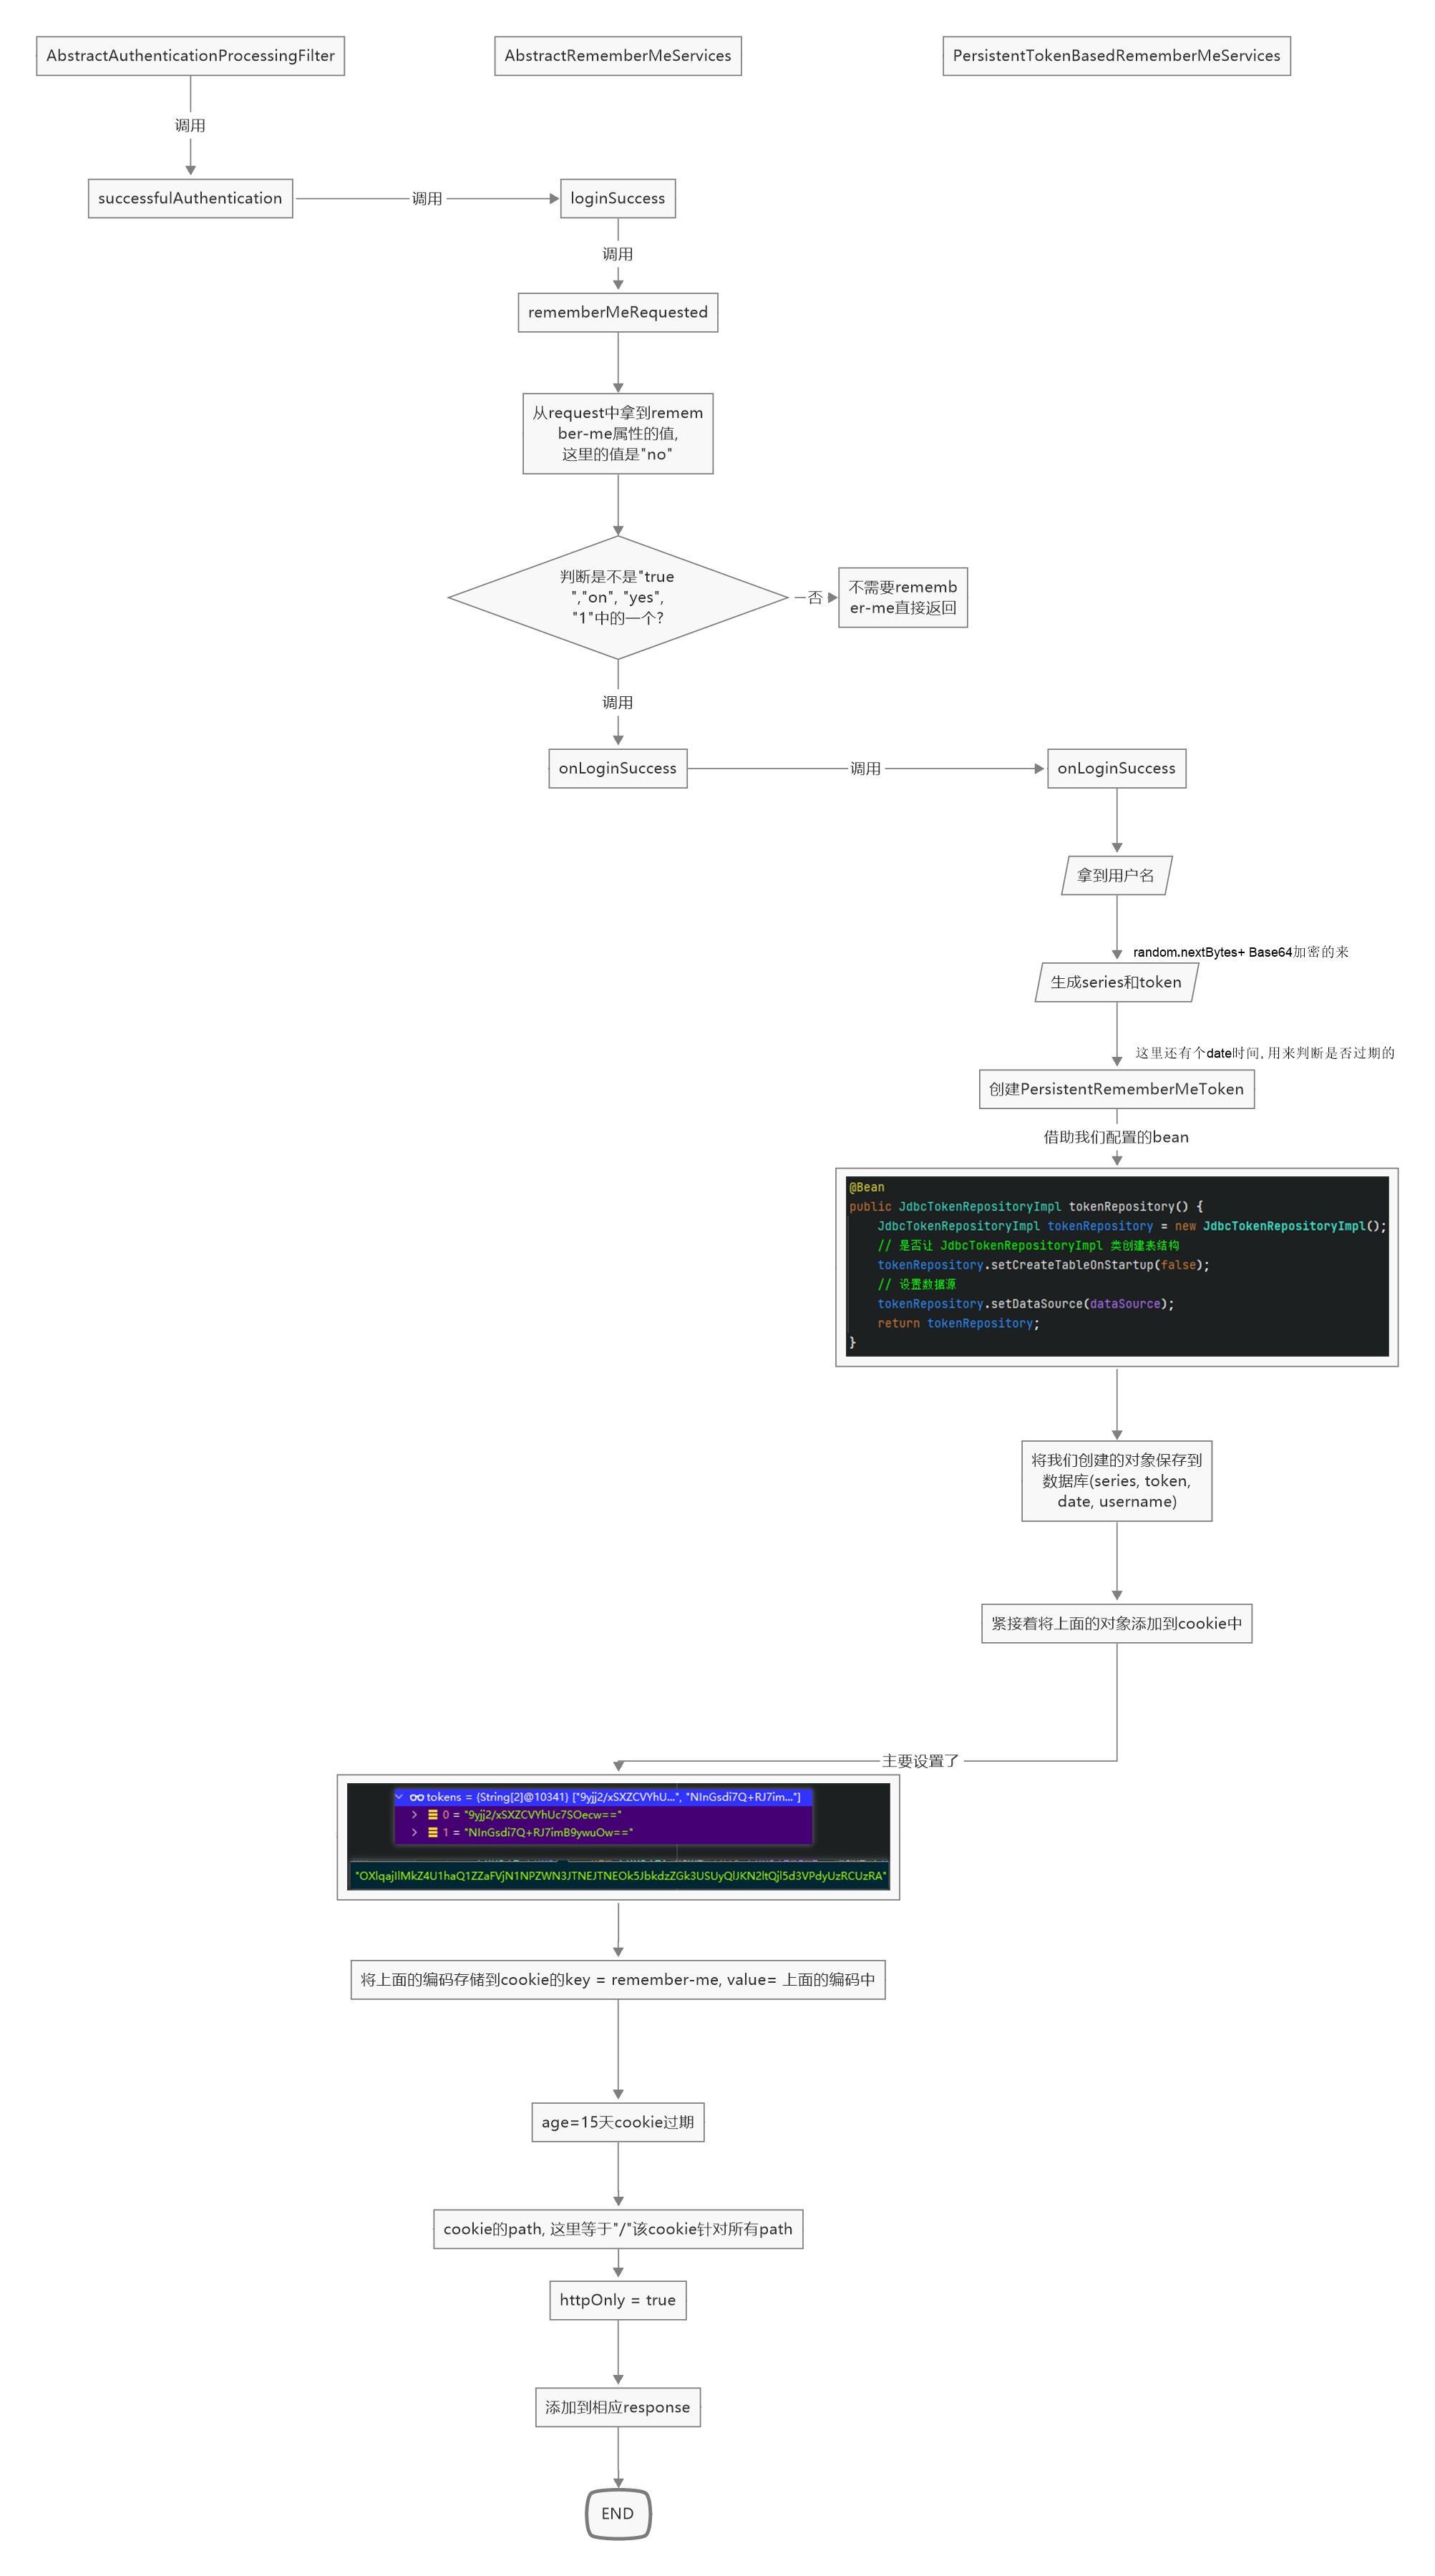 AbstractAuthenticationProcessingFilter
AbstractRememberMeServices
PersistentTokenBasedRememberMeServices
调用
successfulAuthentication
调用
loginSuccess
调用
rememberMeRequested
从request中拿到remem
ber-me属性的值,
这里的值是"no"
判断是不是"true
","on", "yes",
"1"中的一个?
否
不需要rememb
er-me直接返回
调用
onLoginSuccess
调用
onLoginSuccess
拿到用户名
random.nextBytes+ Base64加密的来
生成series和token
这里还有个date时间, 用来判断是否过期的
创建PersistentRememberMeToken
借助我们配置的bean
@Bean
public JdbcTokenRepositoryImpl tokenRepository() {
JdbcTokenRepositoryImpl tokenRepository = new JdbcTokenRepositoryImpl();
// 是否让 JdbcTokenRepositoryImpl 类创建表结构
tokenRepository.setCreateTableOnStartup(false);
// 设置数据源
tokenRepository.setDataSource(dataSource);
return tokenRepository;
}
将我们创建的对象保存到
数据库(series, token,
date, username)
紧接着将上面的对象添加到cookie中
主要设置了
tokens = {String[2]@10341} ["9yjj2/xSXZCVYhU...", "NInGsdi7Q+RJ7im..."]
0 = "9yjj2/xSXZCVYhUc7SOecw=="
1 = "NInGsdi7Q+RJ7imB9ywuOw=="
"OXlqajIlMkZ4U1haQ1ZZaFVjN1NPZWN3JTNEJTNEOk5JbkdzZGk3USUyQlJKN2ltQjl5d3VPdyUzRCUzRA"
将上面的编码存储到cookie的key = remember-me, value= 上面的编码中
age=15天cookie过期
cookie的path, 这里等于"/"该cookie针对所有path
httpOnly = true
添加到相应response
END